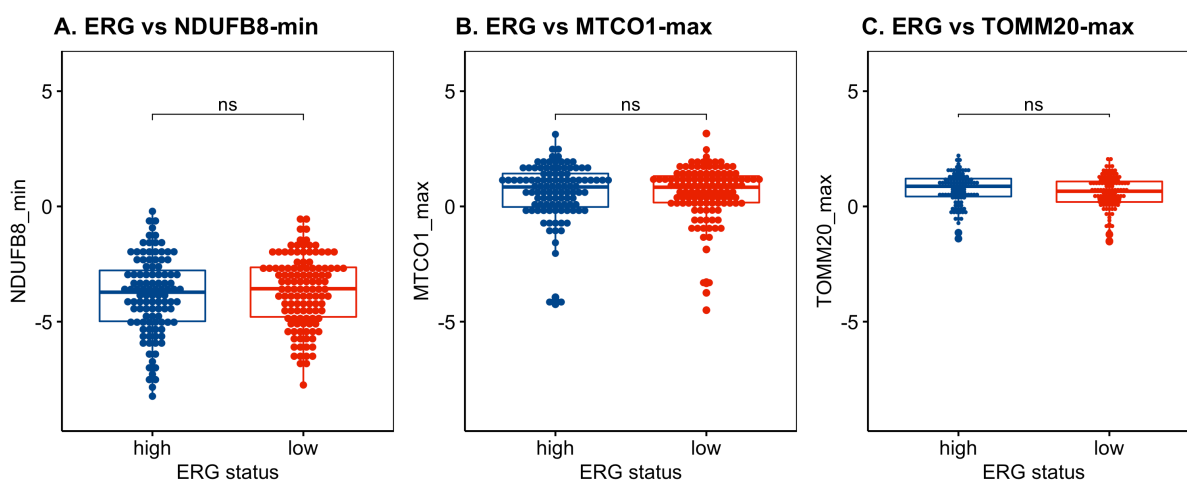 A. ERG vs NDUFB8-min
NDUFB8_min
5
0
-5
ns
high
low
ERG status
B. ERG vs MTCO1-max
MTCO1_max
5
0
-5
ns
high
low
ERG status
C. ERG vs TOMM20-max
TOMM20_max
5
0
-5
ns
high
low
ERG status